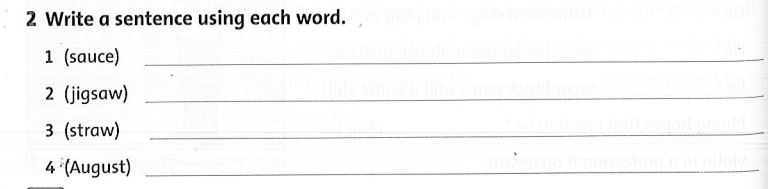 2 Write a sentence using each word.
1 (sauce)
2 (jigsaw)
3 (straw)
4 (August)